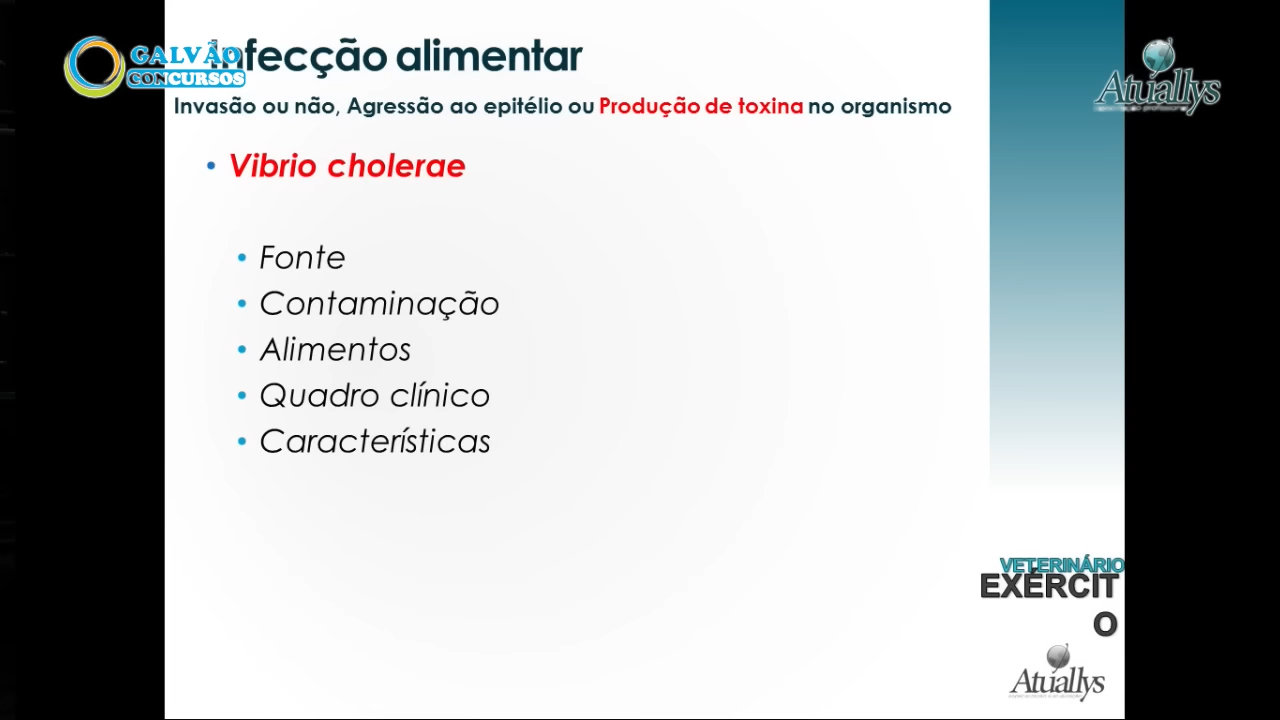 Infecção alimentar
GALVÃO
CONCURSOS
Atuallys
Invasão ou não, Agressão ao epitélio ou Produção de toxina no organismo
Vibrio cholerae
Fonte
Contaminação
Alimentos
Quadro clínico
Características
VETERINÁRIO
EXÉRCIT
O
Atuallys